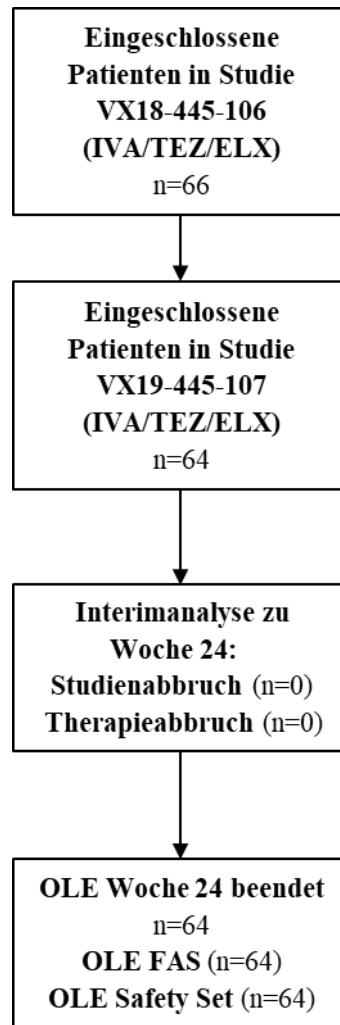 Eingeschlossene
Patienten in Studie
VX18-445-106
(IVA/TEZ/ELX)
n=66
Eingeschlossene
Patienten in Studie
VX19-445-107
(IVA/TEZ/ELX)
n=64
Interimanalyse zu
Woche 24:
Studienabbruch (n=0)
Therapieabbruch (n=0)
OLE Woche 24 beendet
n=64
OLE FAS (n=64)
OLE Safety Set (n=64)